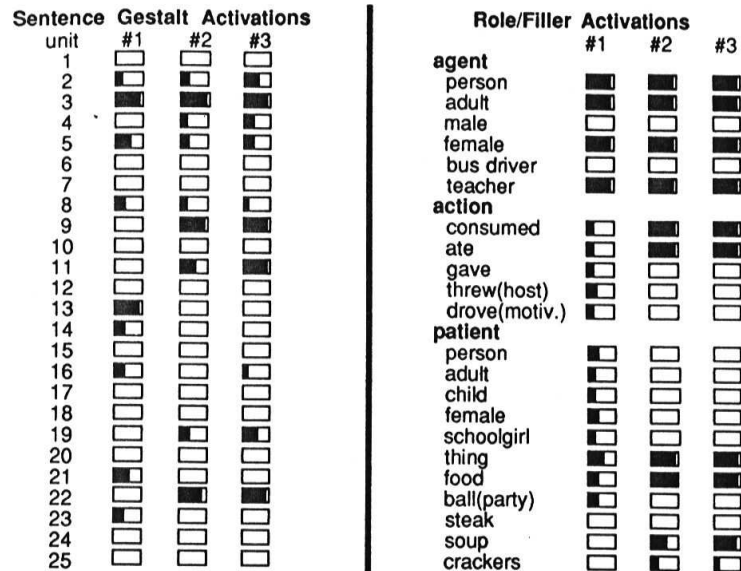 Sentence Gestalt Activations
unit #1 #2 #3
1
2
3
4
5
6
7
8
9
10
11
12
13
14
15
16
17
18
19
20
21
22
23
24
25
Role/Filler Activations
#1 #2 #3
agent
person
adult
male
female
bus driver
teacher
action
consumed
ate
gave
threw(host)
drove(motiv.)
patient
person
adult
child
female
schoolgirl
thing
food
ball(party)
steak
soup
crackers